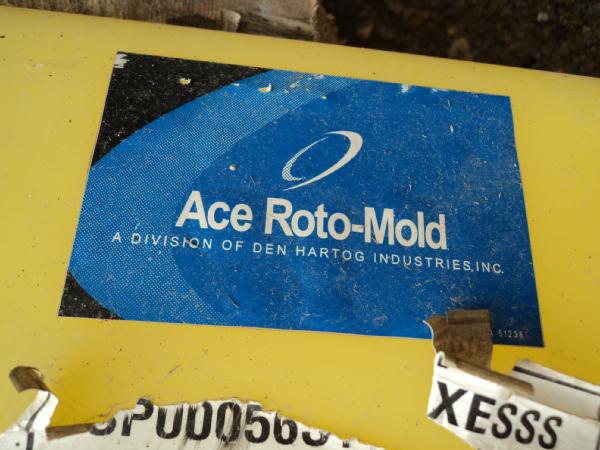 Ace Roto-Mold
A DIVISION OF DEN HARTOG INDUSTRIES,INC.
51238
XESSS